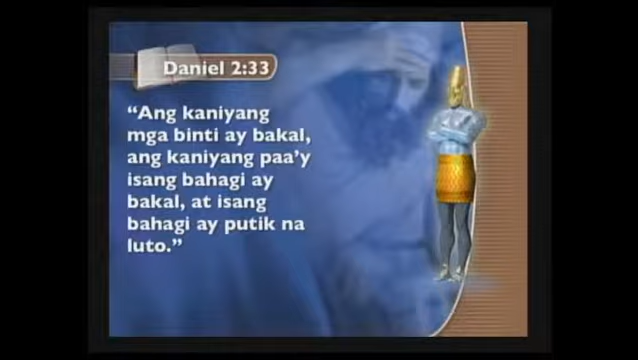 Daniel 2:33
“Ang kaniyang
mga binti ay bakal,
ang kaniyang paa'y
isang bahagi ay
bakal, at isang
bahagi ay putik na
luto.”